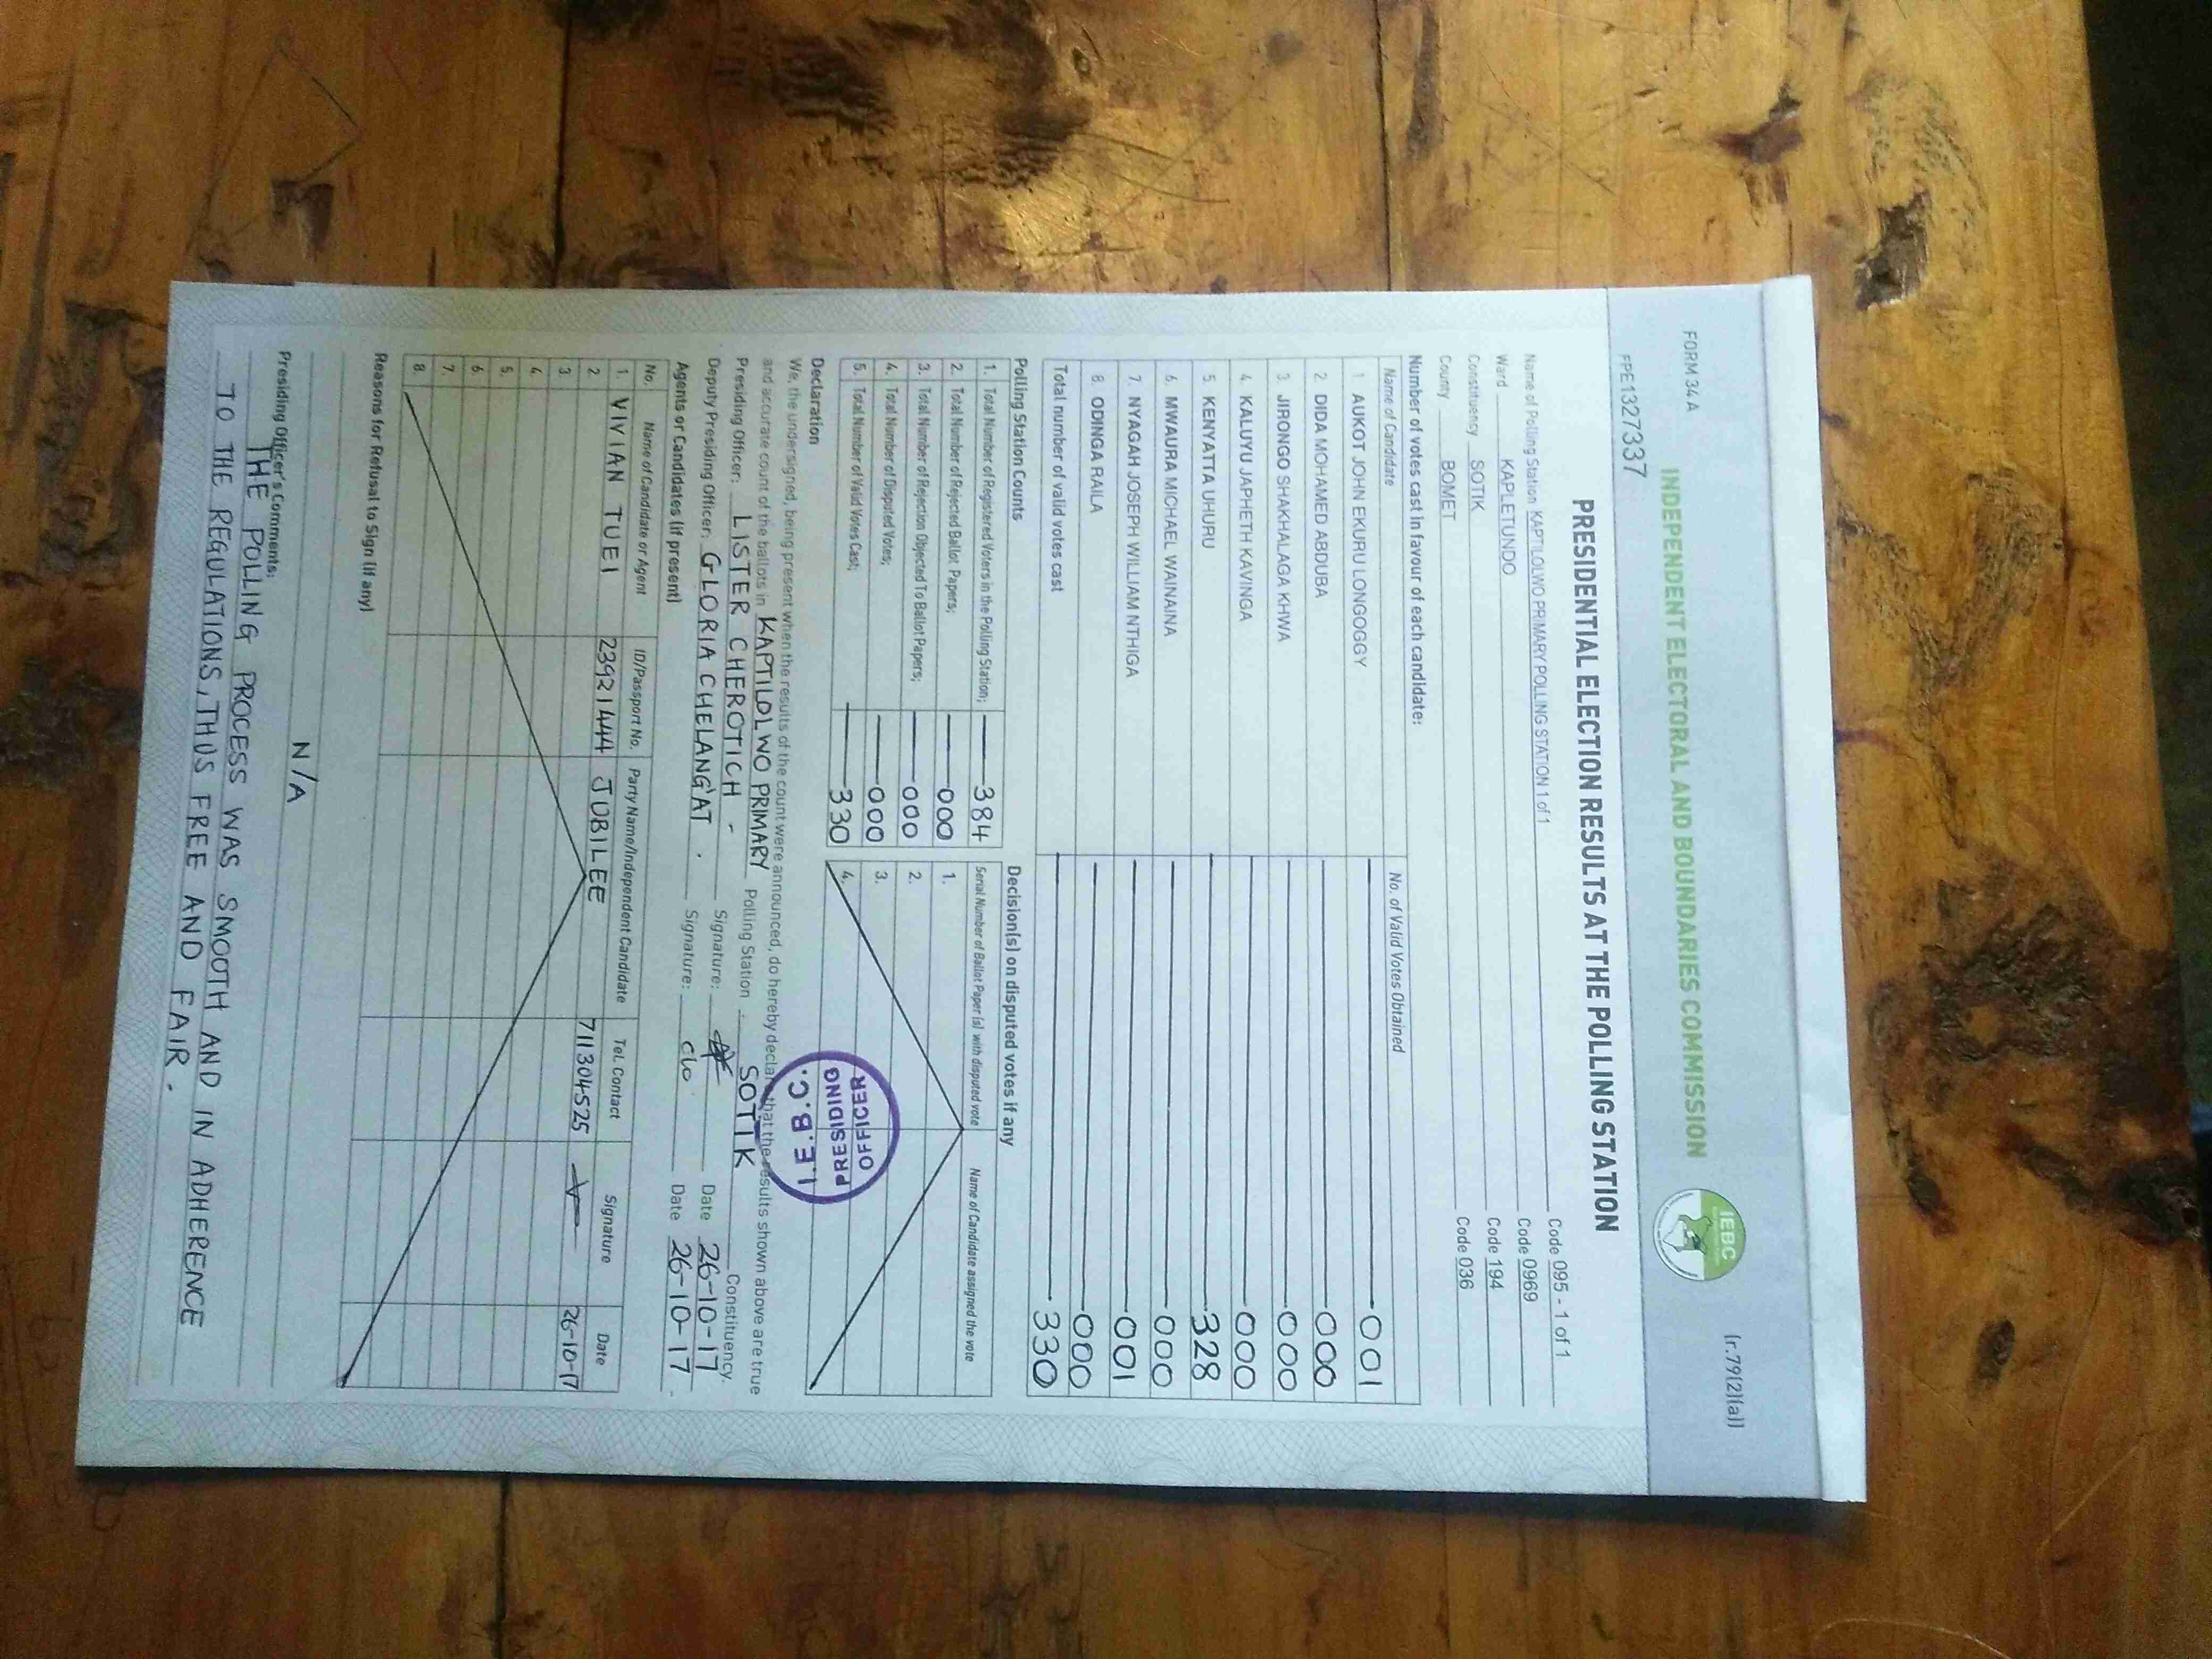 FORM 34A
(r.79(2)(a))
INDEPENDENT ELECTORAL AND BOUNDARIES COMMISSION
IEBC
FPE1327337
PRESIDENTIAL ELECTION RESULTS AT THE POLLING STATION
Name of Polling Station KAPTILOLWO PRIMARY POLLING STATION 1 of 1 Code 095 - 1 of 1
Ward KAPLETUNDO Code 0969
Constituency SOTIK Code 194
County BOMET Code 036
Number of votes cast in favour of each candidate:
Name of Candidate No. of Valid Votes Obtained
1 AUKOT JOHN EKURU LONGOGGY 001
2. DIDA MOHAMED ABDUBA 000
3. JIRONGO SHAKHALAGA KHWA 000
4. KALUYU JAPHETH KAVINGA 000
5. KENYATTA UHURU 328
6. MWAURA MICHAEL WAINAINA 000
7. NYAGAH JOSEPH WILLIAM NTHIGA 001
8. ODINGA RAILA 000
Total number of valid votes cast 330
Polling Station Counts
1. Total Number of Registered Voters in the Polling Station; 384
2. Total Number of Rejected Ballot Papers; 000
3. Total Number of Rejection Objected To Ballot Papers; 000
4. Total Number of Disputed Votes; 000
5. Total Number of Valid Votes Cast; 330
Decision(s) on disputed votes if any
Serial Number of Ballot Paper(s) with disputed vote Name of Candidate assigned the vote
1.
2.
3.
4.
I.E.B.C.
PRESIDING
OFFICER
Declaration
We, the undersigned, being present when the results of the count were announced, do hereby declare that the results shown above are true
and accurate count of the ballots in KAPTILOLWO PRIMARY Polling Station SOTIK Constituency.
Presiding Officer: LISTER CHEROTICH - Signature: Date 26-10-17
Deputy Presiding Officer: GLORIA CHELANG'AT . Signature: Date 26-10-17 .
Agents or Candidates (if present)
No. Name of Candidate or Agent ID/Passport No. Party Name/Independent Candidate Tel. Contact Signature Date
1. VIVIAN TUEI 23921444 JUBILEE 711304525 26-10-17
2.
3.
4.
5.
6.
7.
8.
Reasons for Refusal to Sign (if any)
N/A
Presiding Officer's Comments:
THE POLLING PROCESS WAS SMOOTH AND IN ADHERENCE
TO THE REGULATIONS, THUS FREE AND FAIR.